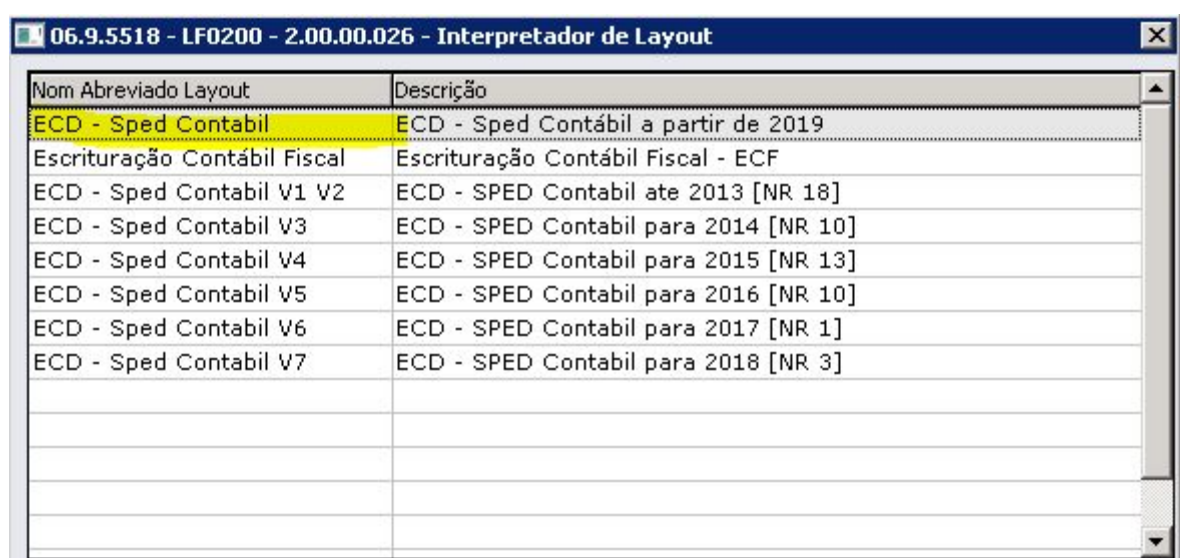 06.9.5518 - LF0200 - 2.00.00.026 - Interpretador de Layout
Nom Abreviado Layout Descrição
ECD - Sped Contabil ECD - Sped Contábil a partir de 2019
Escrituração Contábil Fiscal Escrituração Contábil Fiscal - ECF
ECD - Sped Contabil V1 V2 ECD - SPED Contabil ate 2013 [NR 18]
ECD - Sped Contabil V3 ECD - SPED Contabil para 2014 [NR 10]
ECD - Sped Contabil V4 ECD - SPED Contabil para 2015 [NR 13]
ECD - Sped Contabil V5 ECD - SPED Contabil para 2016 [NR 10]
ECD - Sped Contabil V6 ECD - SPED Contabil para 2017 [NR 1]
ECD - Sped Contabil V7 ECD - SPED Contabil para 2018 [NR 3]